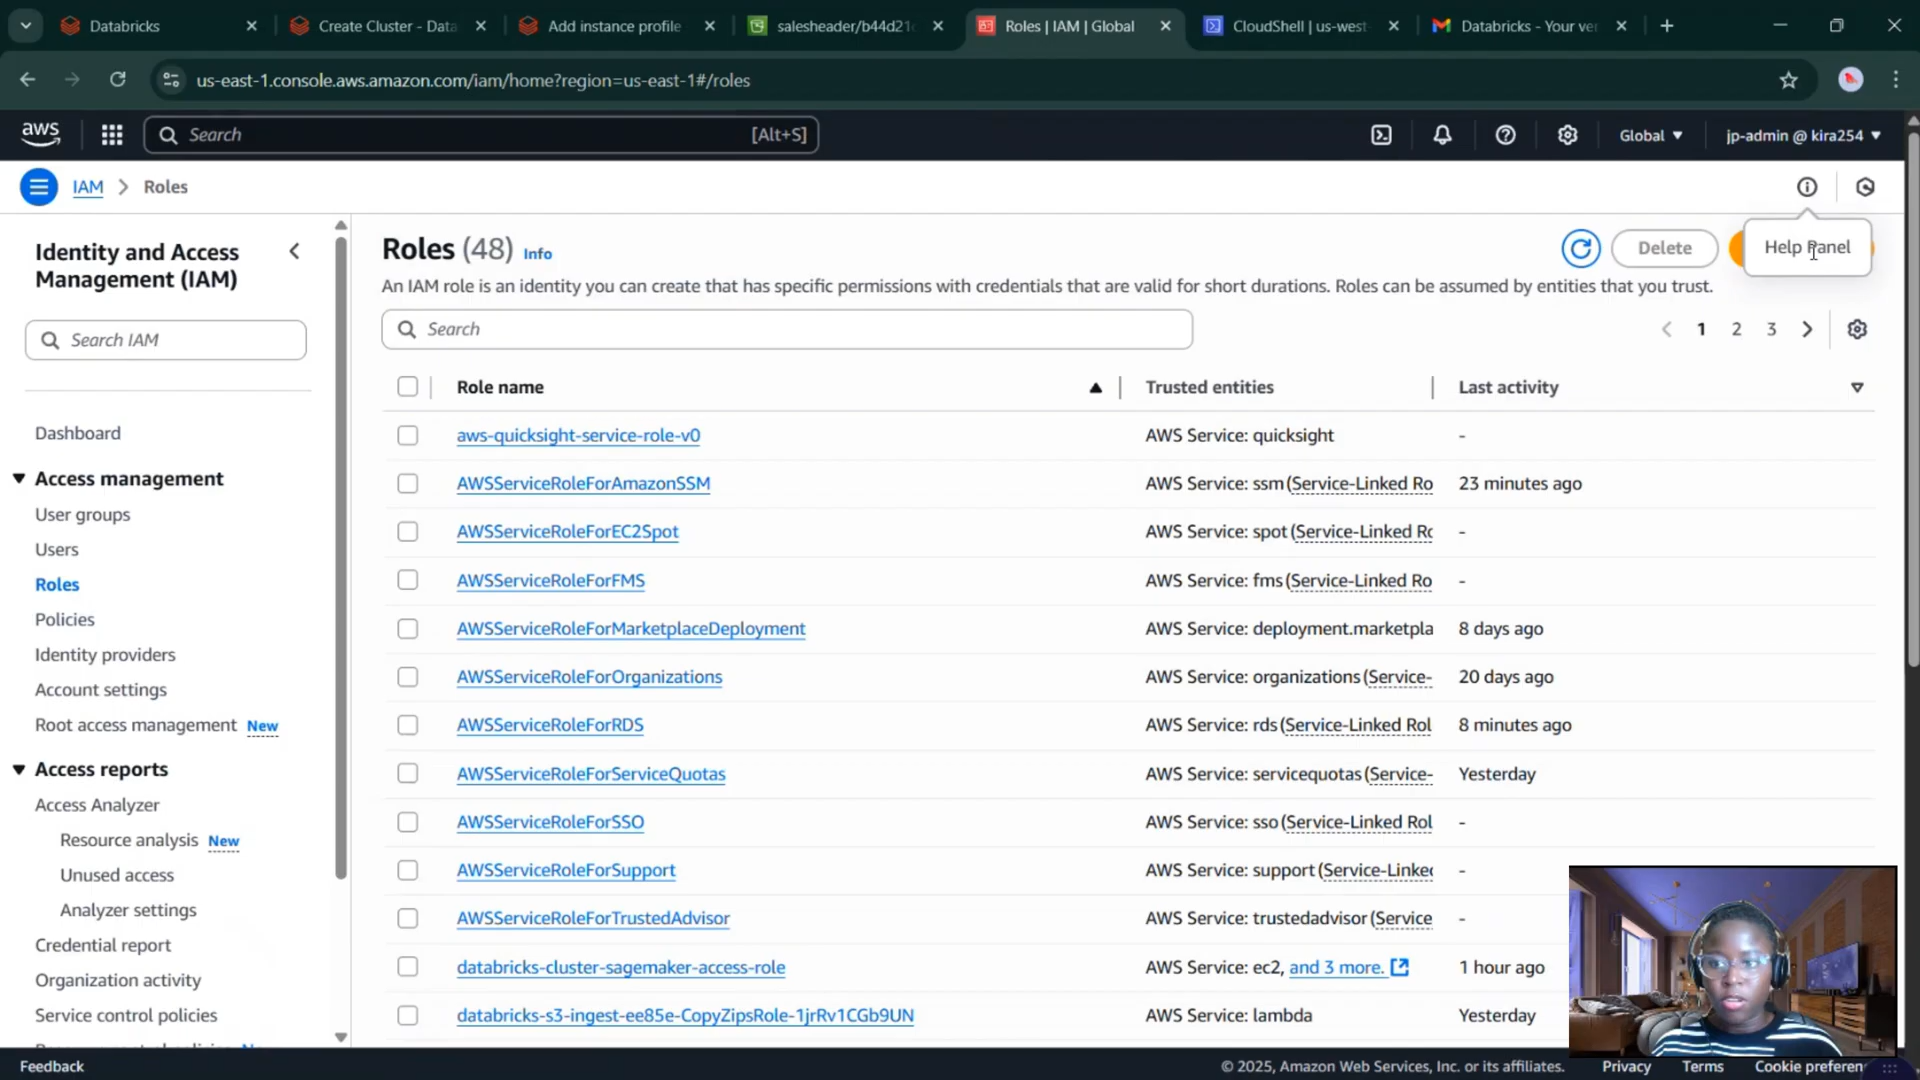 Databricks
Create Cluster - Data
Add instance profile
salesheader/b44d21
Roles | IAM | Global
CloudShell | us-west-
Databricks - Your ver
us-east-1.console.aws.amazon.com/iam/home?region=us-east-1#/roles
aws
Search
[Alt+S]
Global
jp-admin @ kira254
IAM
Roles
Identity and Access
Management (IAM)
Search IAM
Dashboard
Access management
User groups
Users
Roles
Policies
Identity providers
Account settings
Root access management New
Access reports
Access Analyzer
Resource analysis New
Unused access
Analyzer settings
Credential report
Organization activity
Service control policies
Roles (48) Info
Delete
Help Panel
An IAM role is an identity you can create that has specific permissions with credentials that are valid for short durations. Roles can be assumed by entities that you trust.
Search
1 2 3
Role name Trusted entities Last activity
aws-quicksight-service-role-v0 AWS Service: quicksight -
AWSServiceRoleForAmazonSSM AWS Service: ssm (Service-Linked Ro 23 minutes ago
AWSServiceRoleForEC2Spot AWS Service: spot (Service-Linked Ro -
AWSServiceRoleForFMS AWS Service: fms (Service-Linked Ro -
AWSServiceRoleForMarketplaceDeployment AWS Service: deployment.marketpla 8 days ago
AWSServiceRoleForOrganizations AWS Service: organizations (Service- 20 days ago
AWSServiceRoleForRDS AWS Service: rds (Service-Linked Rol 8 minutes ago
AWSServiceRoleForServiceQuotas AWS Service: servicequotas (Service- Yesterday
AWSServiceRoleForSSO AWS Service: sso (Service-Linked Rol -
AWSServiceRoleForSupport AWS Service: support (Service-Linked -
AWSServiceRoleForTrustedAdvisor AWS Service: trustedadvisor (Service -
databricks-cluster-sagemaker-access-role AWS Service: ec2, and 3 more. 1 hour ago
databricks-s3-ingest-ee85e-CopyZipsRole-1jrRv1CGb9UN AWS Service: lambda Yesterday
Feedback
© 2025, Amazon Web Services, Inc. or its affiliates.
Privacy
Terms
Cookie preferen